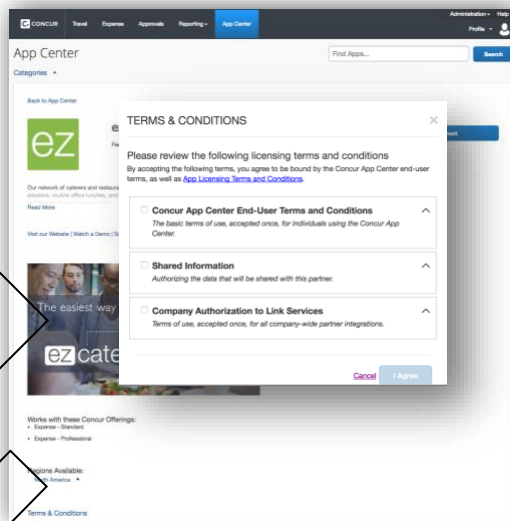 CONCUR Travel Expense Approvals Reporting App Center
Administration Help
Profile
App Center
Find Apps...
Search
Categories
Back to App Center
ez
Our network of caterers and
Read More
Visit our Website | Watch a Demo |
TERMS & CONDITIONS
Please review the following licensing terms and conditions
By accepting the following terms, you agree to be bound by the Concur App Center end-user
terms, as well as App Licensing Terms and Conditions.
Concur App Center End-User Terms and Conditions
The basic terms of use, accepted once, for individuals using the Concur App
Center.
Shared Information
Authorizing the data that will be shared with this partner.
Company Authorization to Link Services
Terms of use, accepted once, for all company-wide partner integrations.
Cancel I Agree
The easiest way
ez cate
Works with these Concur Offerings:
Expense - Standard
Expense - Professional
Regions Available:
North America
Terms & Conditions